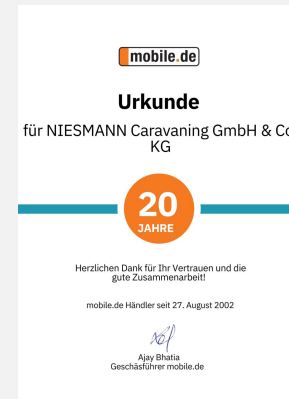 mobile.de
Urkunde
für NIESMANN Caravaning GmbH & Co
KG
20
JAHRE
Herzlichen Dank für Ihr Vertrauen und die
gute Zusammenarbeit!
mobile.de Händler seit 27. August 2002
Ajay Bhatia
Geschäsführer mobile.de